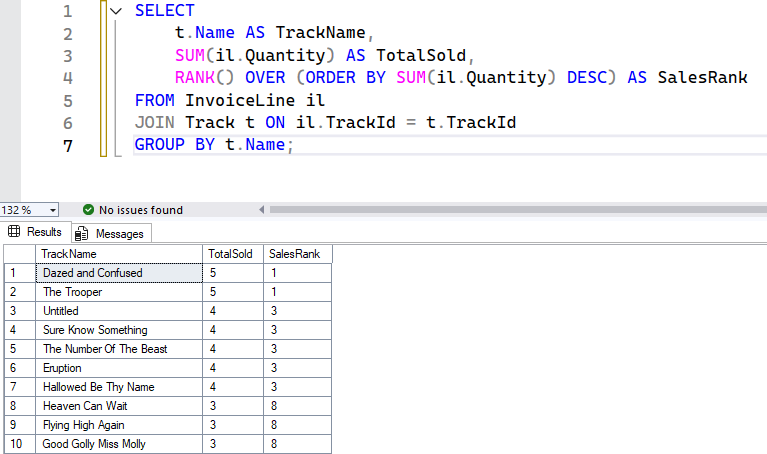 1 SELECT
2 t.Name AS TrackName,
3 SUM(il.Quantity) AS TotalSold,
4 RANK() OVER (ORDER BY SUM(il.Quantity) DESC) AS SalesRank
5 FROM InvoiceLine il
6 JOIN Track t ON il.TrackId = t.TrackId
7 GROUP BY t.Name;
132 % No issues found
Results Messages
TrackName TotalSold SalesRank
1 Dazed and Confused 5 1
2 The Trooper 5 1
3 Untitled 4 3
4 Sure Know Something 4 3
5 The Number Of The Beast 4 3
6 Eruption 4 3
7 Hallowed Be Thy Name 4 3
8 Heaven Can Wait 3 8
9 Flying High Again 3 8
10 Good Golly Miss Molly 3 8